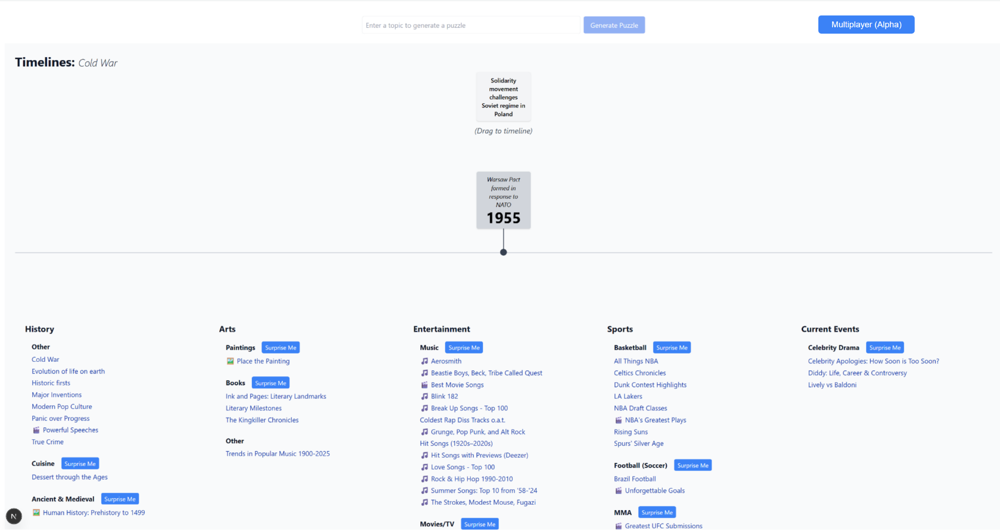 Enter a topic to generate a puzzle
Generate Puzzle
Multiplayer (Alpha)
Timelines: Cold War
Solidarity
movement
challenges
Soviet regime in
Poland
(Drag to timeline)
Warsaw Pact
formed in
response to
NATO
1955
History
Other
Cold War
Evolution of life on earth
Historic firsts
Major Inventions
Modern Pop Culture
Panic over Progress
Powerful Speeches
True Crime
Cuisine Surprise Me
Dessert through the Ages
Ancient & Medieval Surprise Me
Human History: Prehistory to 1499
N
Arts
Paintings Surprise Me
Place the Painting
Books Surprise Me
Ink and Pages: Literary Landmarks
Literary Milestones
The Kingkiller Chronicles
Other
Trends in Popular Music 1900-2025
Entertainment
Music Surprise Me
Aerosmith
Beastie Boys, Beck, Tribe Called Quest
Best Movie Songs
Blink 182
Break Up Songs - Top 100
Coldest Rap Diss Tracks o.a.t.
Grunge, Pop Punk, and Alt Rock
Hit Songs (1920s–2020s)
Hit Songs with Previews (Deezer)
Love Songs - Top 100
Rock & Hip Hop 1990-2010
Summer Songs: Top 10 from '58-'24
The Strokes, Modest Mouse, Fugazi
Movies/TV Surprise Me
Sports
Basketball Surprise Me
All Things NBA
Celtics Chronicles
Dunk Contest Highlights
LA Lakers
NBA Draft Classes
NBA's Greatest Plays
Rising Suns
Spurs' Silver Age
Football (Soccer) Surprise Me
Brazil Football
Unforgettable Goals
MMA Surprise Me
Greatest UFC Submissions
Current Events
Celebrity Drama Surprise Me
Celebrity Apologies: How Soon is Too Soon?
Diddy: Life, Career & Controversy
Lively vs Baldoni